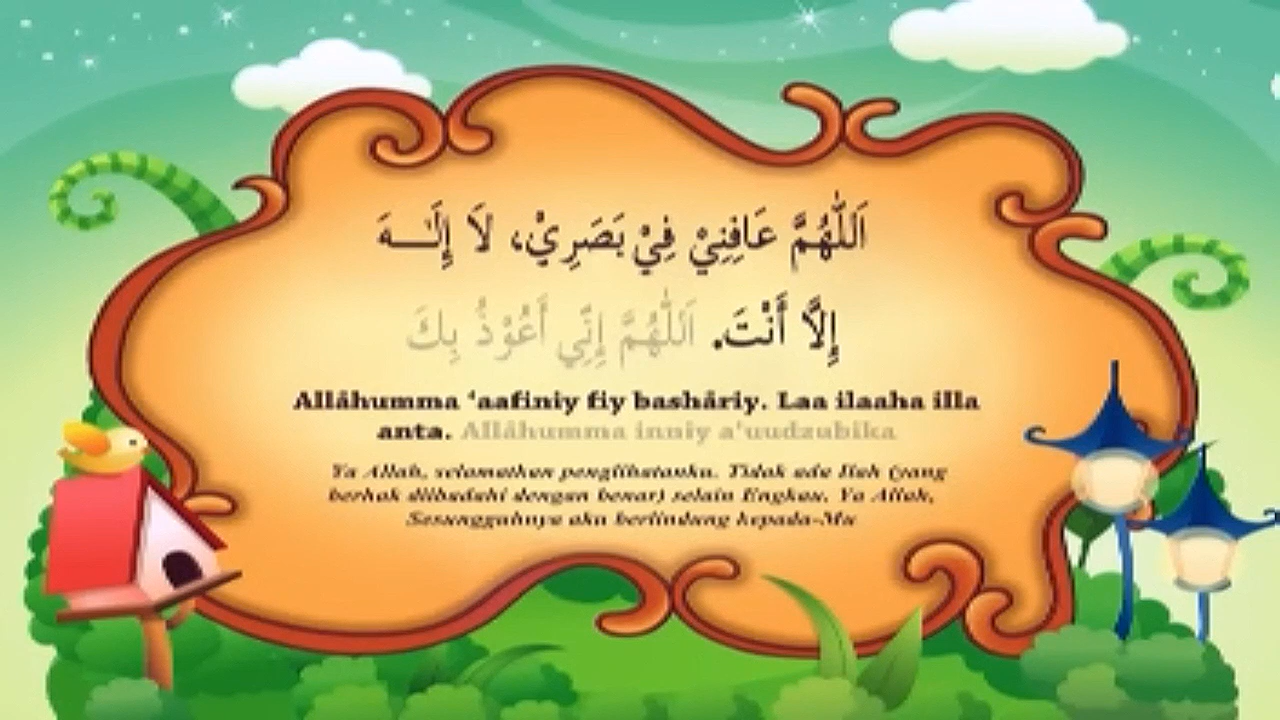 اَللّٰهُمَّ عَافِنِيْ فِيْ بَصَرِيْ، لَا إِلَـــٰهَ
إِلَّا أَنْتَ. اَللّٰهُمَّ إِنِّي أَعُوْذُ بِكَ
Allâhumma ‘aafiniy fiy bashâriy. Laa ilaaha illa
anta. Allâhumma inniy a'uudzubika
Ya Allah, selamatkan penglihatanku. Tidak ada Ilah (yang
berhak diibadahi dengan benar) selain Engkau. Ya Allah,
Sesungguhnya aku berlindung kepada-Mu